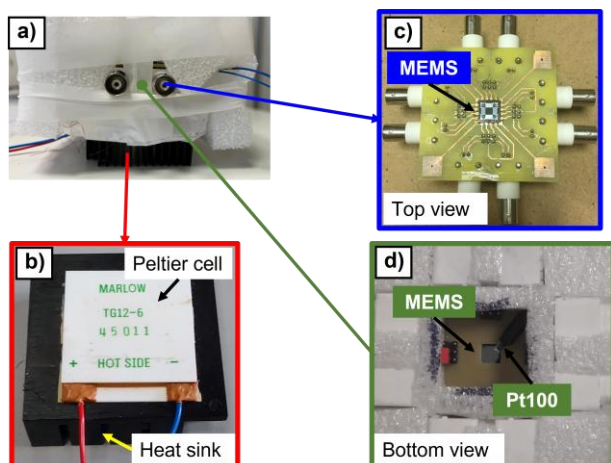 a)
c)
MEMS
Top view
b)
Peltier cell
MARLOW
TG12-6
45011
+ HOT SIDE -
Heat sink
d)
MEMS
Pt100
Bottom view